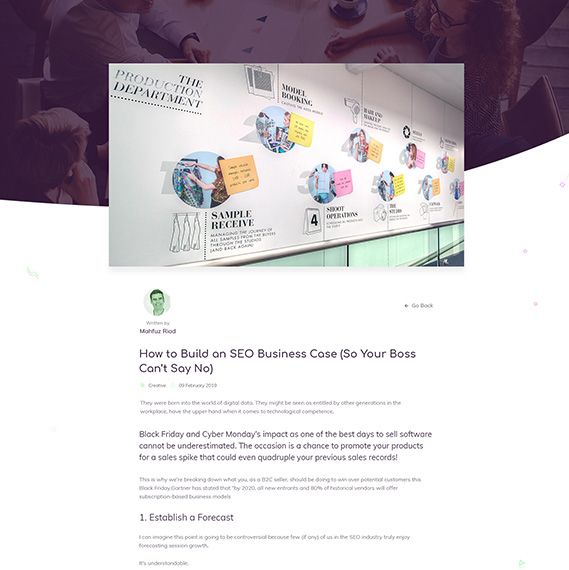 THE
PRODUCTION
DEPARTMENT
MODEL
BOOKING
HAIR AND
MAKEUP
1
2
3
4
5
SAMPLE
RECEIVE
MANAGING THE JOURNEY OF
ALL SAMPLES FROM THE BUYERS
THROUGH THE STUDIOS
(AND BACK AGAIN)
4
SHOOT
OPERATIONS
THE
STUDIO
Written by
Mahfuz Riad
Go Back
How to Build an SEO Business Case (So Your Boss
Can't Say No)
Creative
09 February 2019
They were born into the world of digital data. They might be seen as entitled by other generations in the
workplace, have the upper hand when it comes to technological competence,
Black Friday and Cyber Monday's impact as one of the best days to sell software
cannot be underestimated. The occasion is a chance to promote your products
for a sales spike that could even quadruple your previous sales records!
This is why we're breaking down what you, as a B2C seller, should be doing to win over potential customers this
Black Friday.Gartner has stated that "by 2020, all new entrants and 80% of historical vendors will offer
subscription-based business models
1. Establish a Forecast
I can imagine this point is going to be controversial because few (if any) of us in the SEO industry truly enjoy
forecasting session growth.
It's understandable.